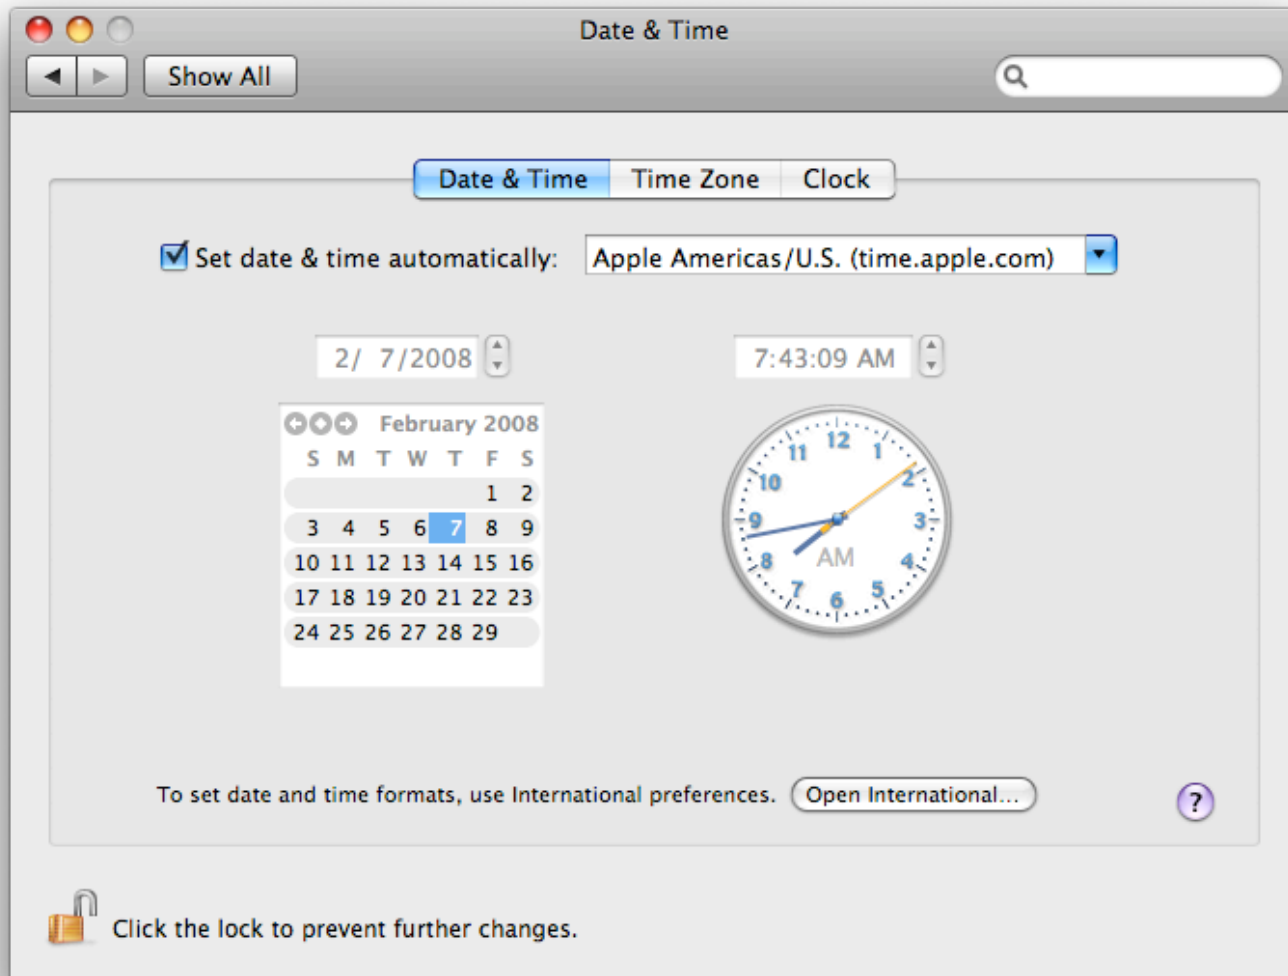 Date & Time
Show All
Date & Time Time Zone Clock
Set date & time automatically: Apple Americas/U.S. (time.apple.com)
2/ 7/2008 7:43:09 AM
February 2008
S M T W T F S
1 2
3 4 5 6 7 8 9
10 11 12 13 14 15 16
17 18 19 20 21 22 23
24 25 26 27 28 29
12
11 1
10 2
9 3
AM
8 4
7 5
6
To set date and time formats, use International preferences. Open International...
?
Click the lock to prevent further changes.